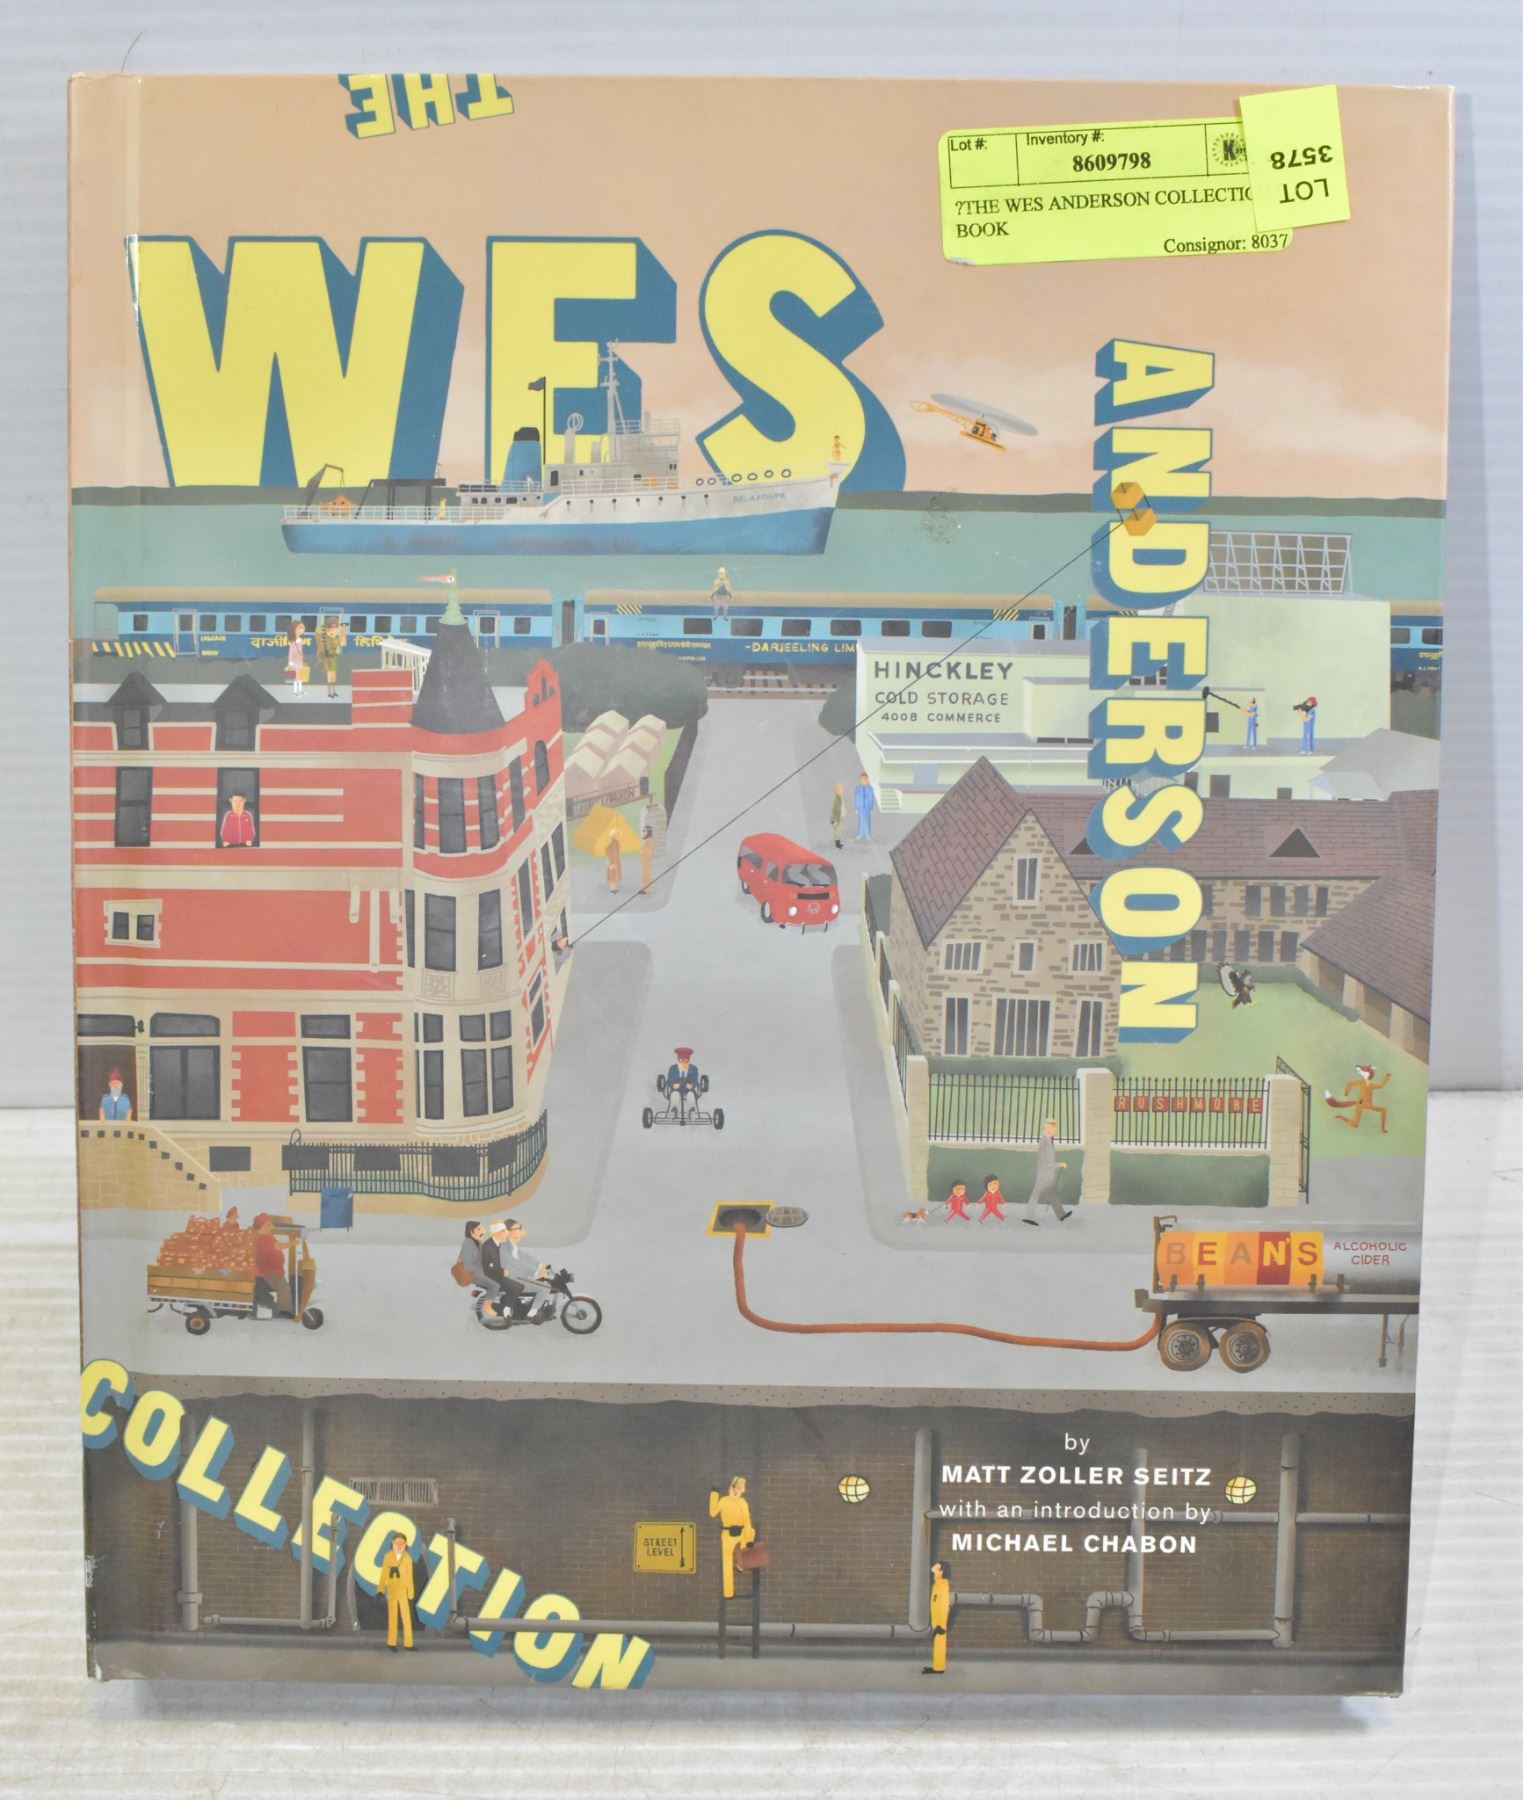 THE
WES
ANDERSON
COLLECTION
Lot #:
Inventory #:
8609798
K
LOT
3578
?THE WES ANDERSON COLLECTIO
BOOK
Consignor: 8037
BELAFONTE
-DARJEELING LIM
HINCKLEY
COLD STORAGE
4008 COMMERCE
RUSHMORE
BEAN'S
ALCOHOLIC
CIDER
STREET
LEVEL
by
MATT ZOLLER SEITZ
with an introduction by
MICHAEL CHABON